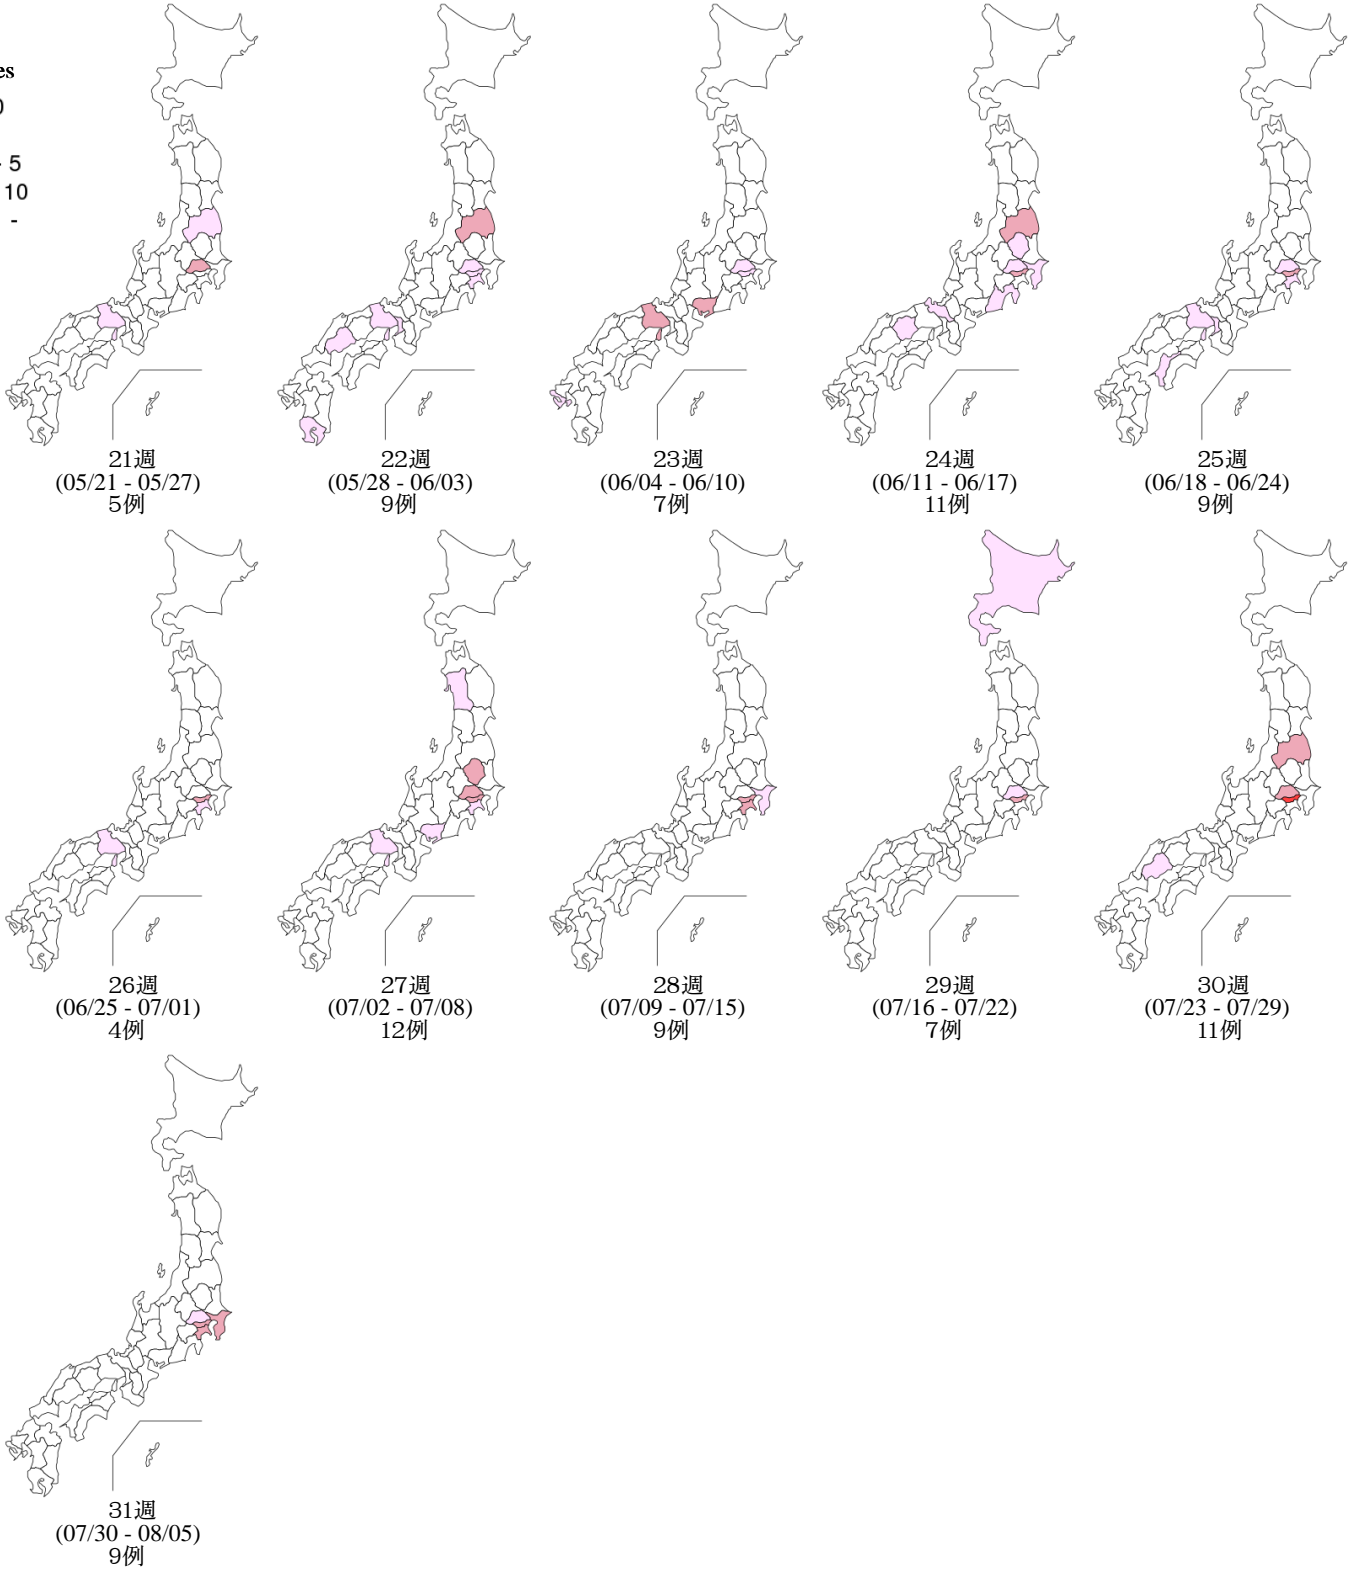 es
0
- 5
10
-
21週
(05/21 - 05/27)
5例
22週
(05/28 - 06/03)
9例
23週
(06/04 - 06/10)
7例
24週
(06/11 - 06/17)
11例
25週
(06/18 - 06/24)
9例
26週
(06/25 - 07/01)
4例
27週
(07/02 - 07/08)
12例
28週
(07/09 - 07/15)
9例
29週
(07/16 - 07/22)
7例
30週
(07/23 - 07/29)
11例
31週
(07/30 - 08/05)
9例